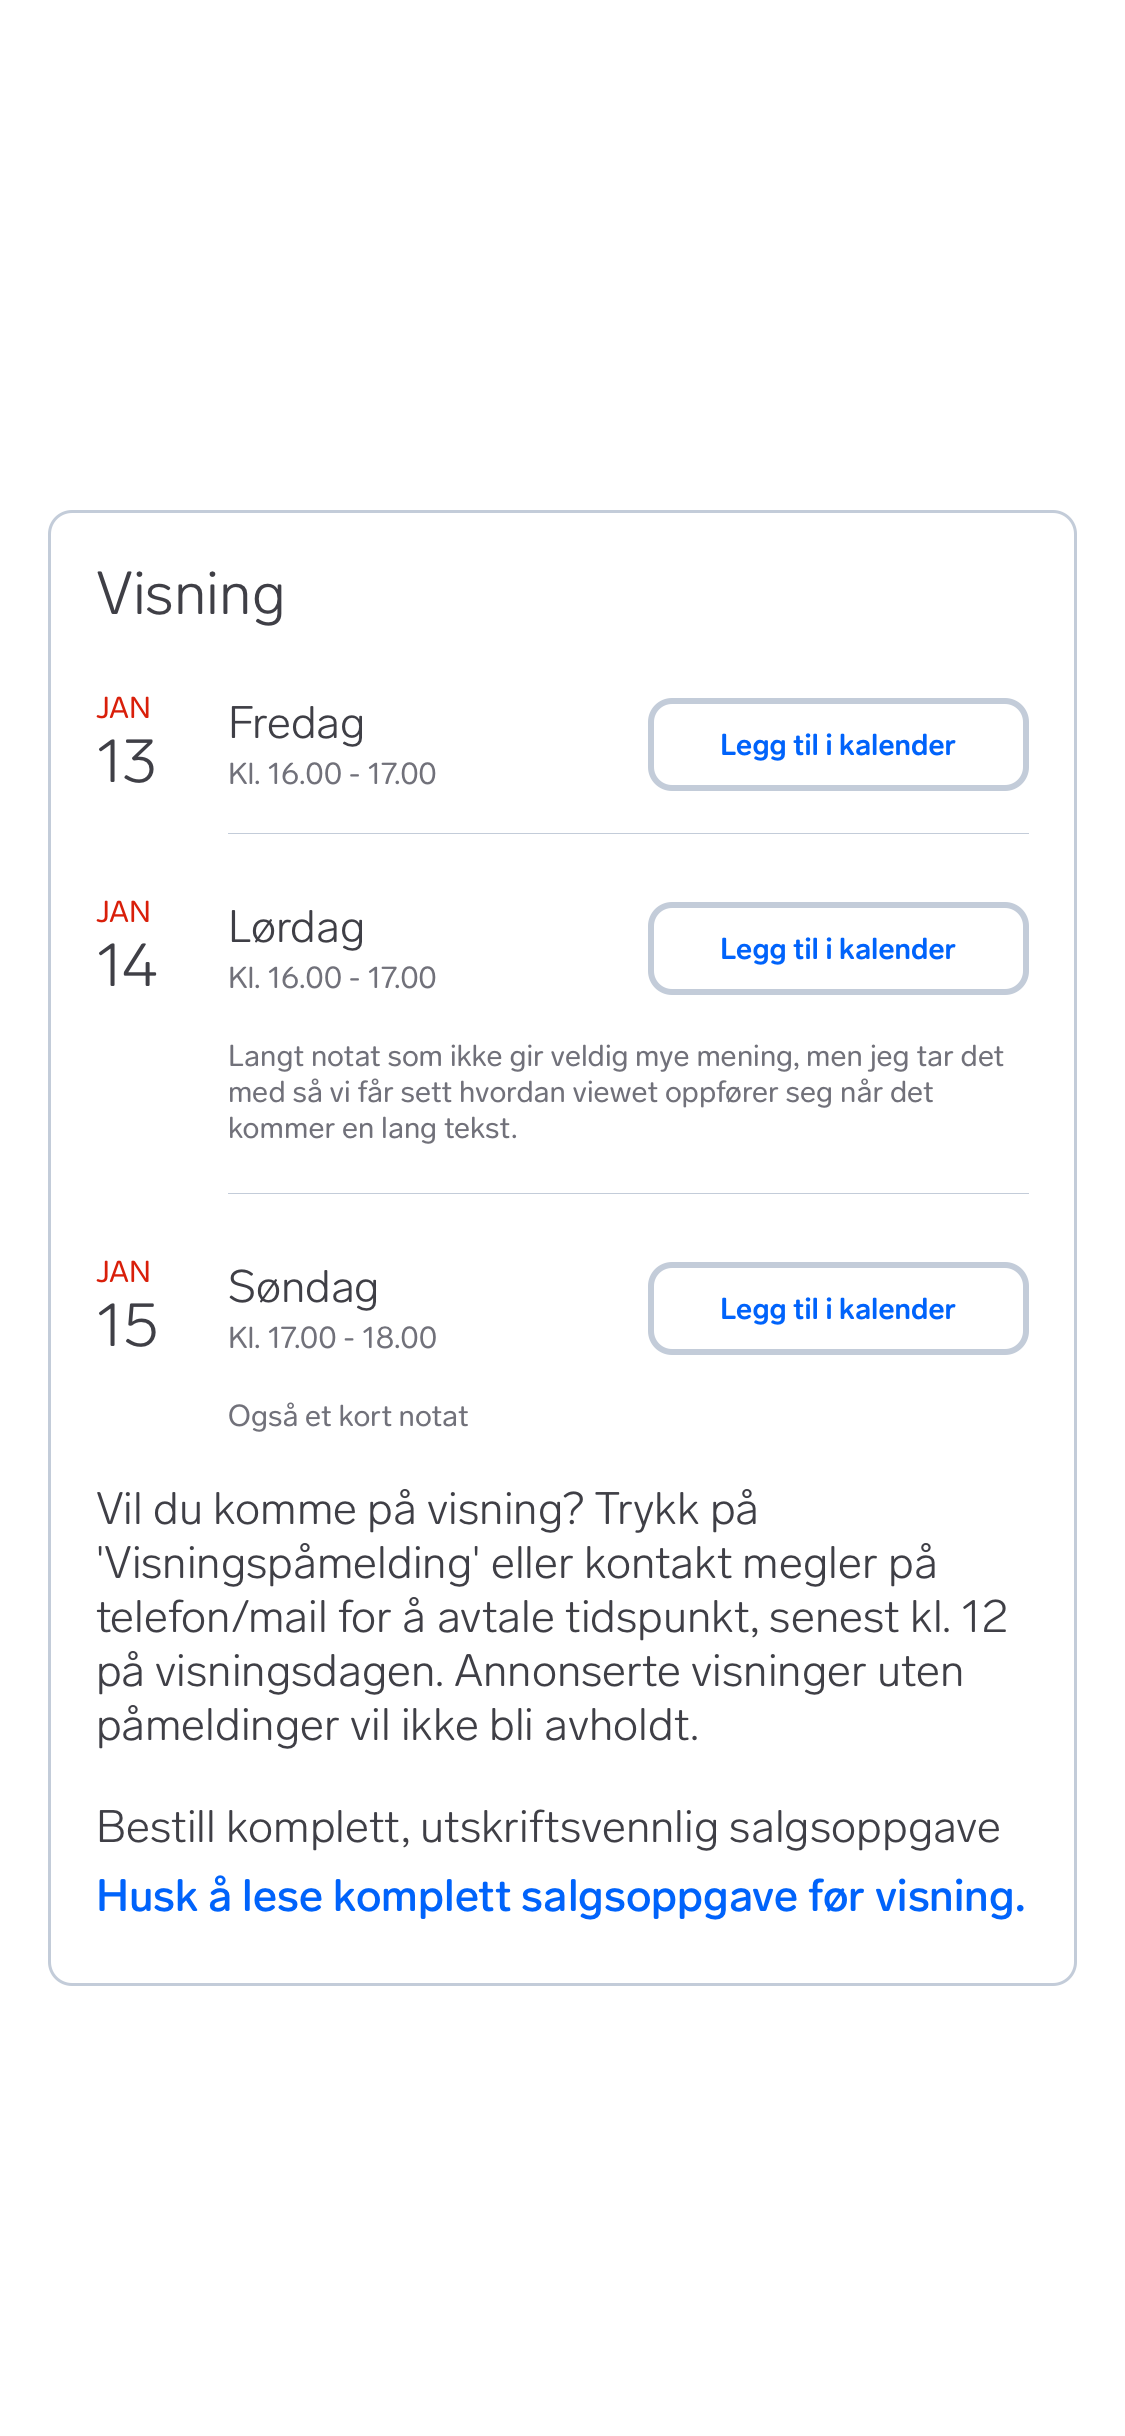 Visning
JAN
13
Fredag
Kl. 16.00 - 17.00
Legg til i kalender
JAN
14
Lørdag
Kl. 16.00 - 17.00
Legg til i kalender
Langt notat som ikke gir veldig mye mening, men jeg tar det
med så vi får sett hvordan viewet oppfører seg når det
kommer en lang tekst.
JAN
15
Søndag
Kl. 17.00 - 18.00
Legg til i kalender
Også et kort notat
Vil du komme på visning? Trykk på
'Visningspåmelding' eller kontakt megler på
telefon/mail for å avtale tidspunkt, senest kl. 12
på visningsdagen. Annonserte visninger uten
påmeldinger vil ikke bli avholdt.
Bestill komplett, utskriftsvennlig salgsoppgave
Husk å lese komplett salgsoppgave før visning.